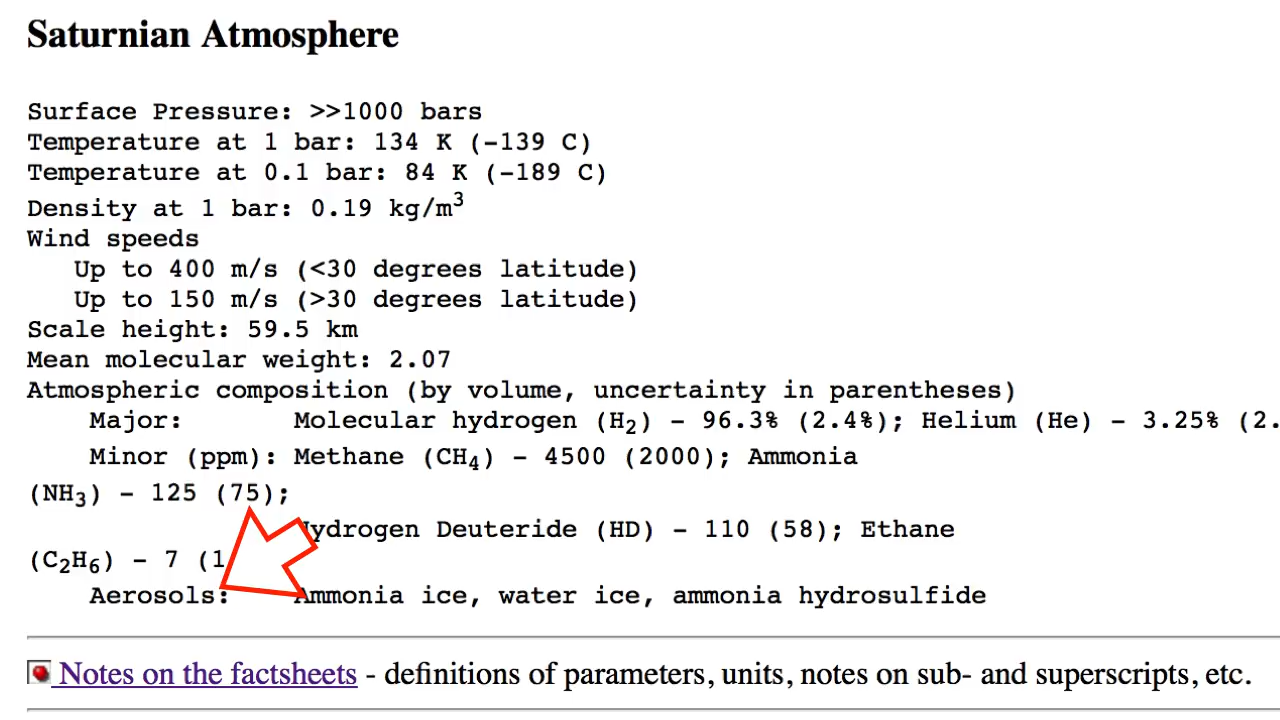 Saturnian Atmosphere
Surface Pressure: >>1000 bars
Temperature at 1 bar: 134 K (-139 C)
Temperature at 0.1 bar: 84 K (-189 C)
Density at 1 bar: 0.19 kg/m³
Wind speeds
Up to 400 m/s (<30 degrees latitude)
Up to 150 m/s (>30 degrees latitude)
Scale height: 59.5 km
Mean molecular weight: 2.07
Atmospheric composition (by volume, uncertainty in parentheses)
Major: Molecular hydrogen (H₂) - 96.3% (2.4%); Helium (He) - 3.25% (2.
Minor (ppm): Methane (CH₄) - 4500 (2000); Ammonia
(NH₃) - 125 (75);
Hydrogen Deuteride (HD) - 110 (58); Ethane
(C₂H₆) - 7 (1
Aerosols: Ammonia ice, water ice, ammonia hydrosulfide
Notes on the factsheets - definitions of parameters, units, notes on sub- and superscripts, etc.